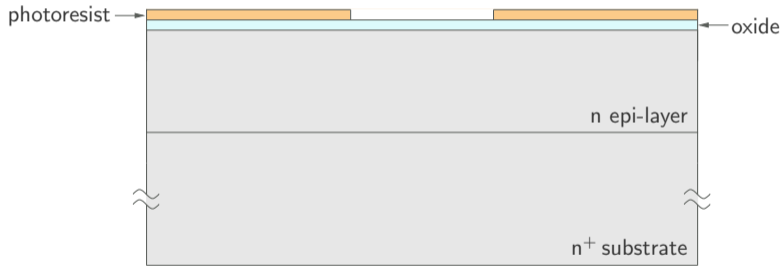 photoresist
oxide
n epi-layer
n⁺ substrate